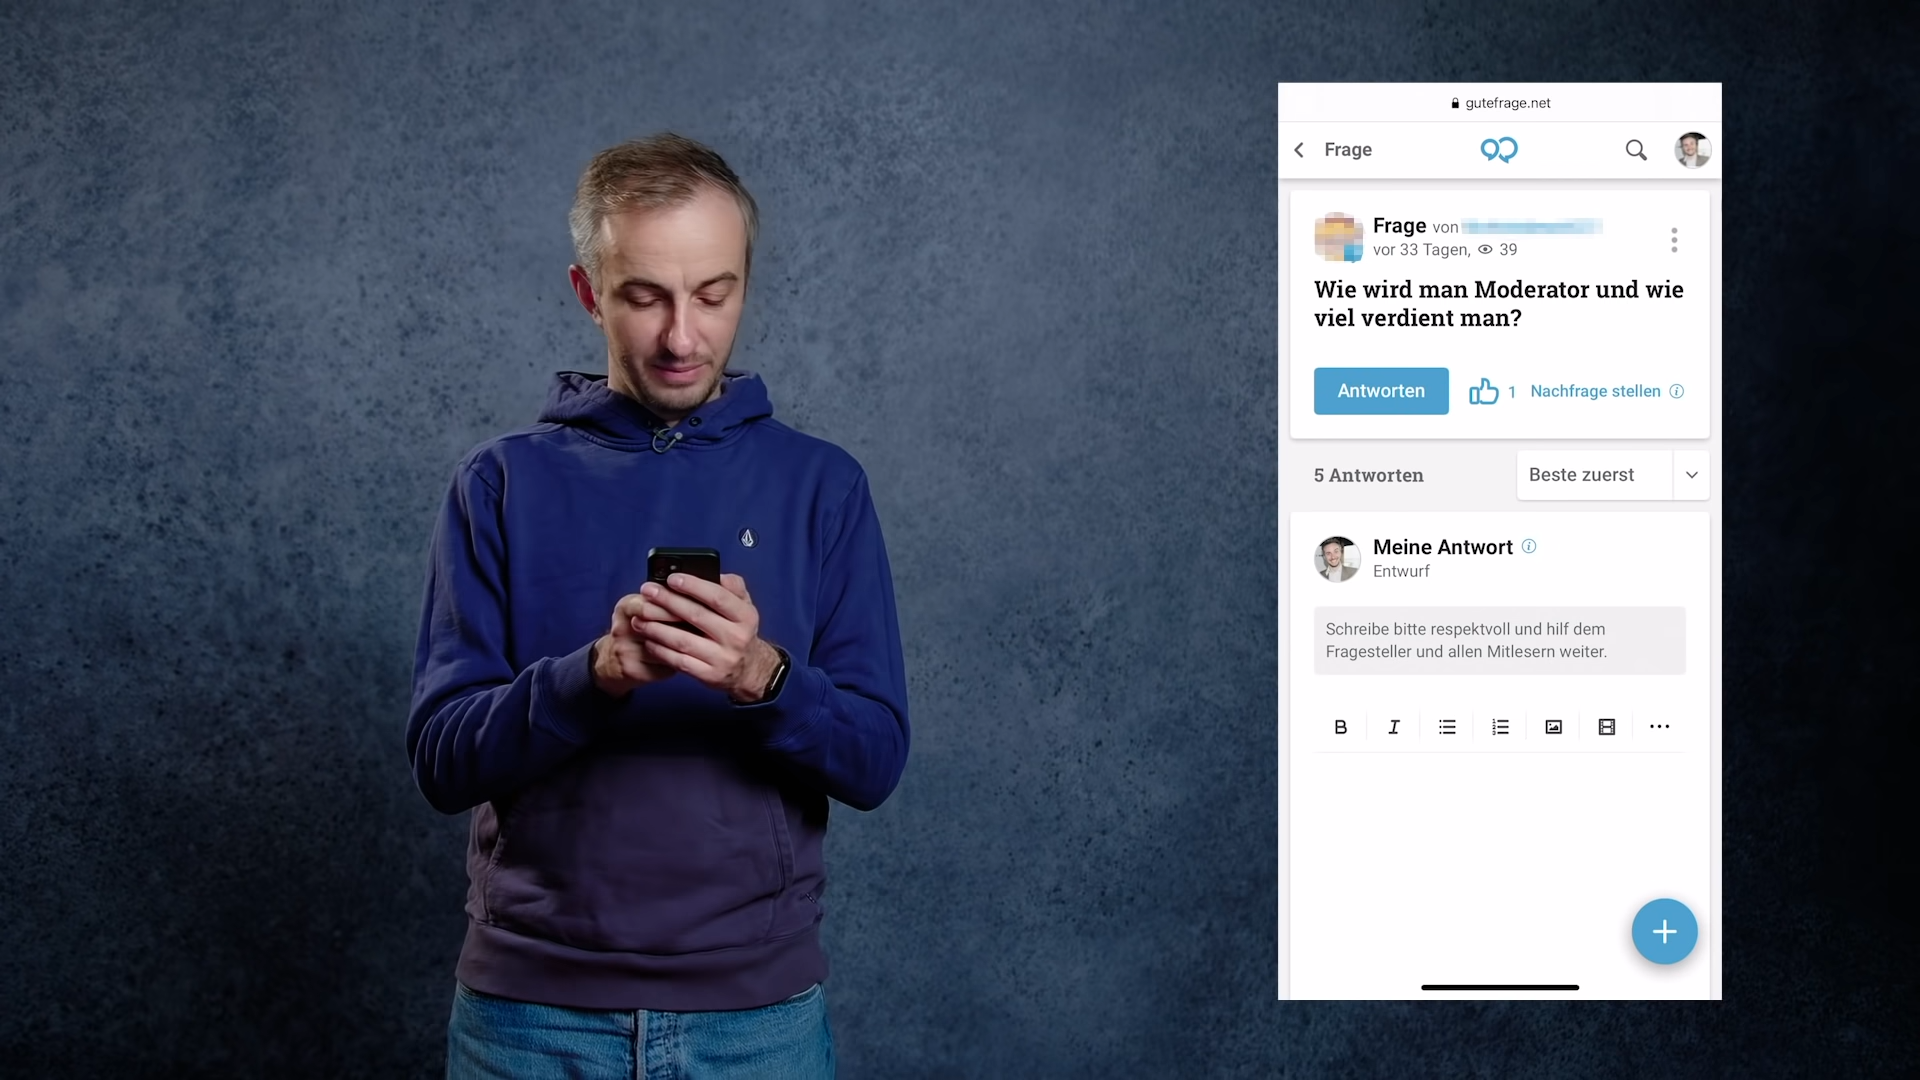 gutefrage.net
Frage
Frage von
vor 33 Tagen, 39
Wie wird man Moderator und wie
viel verdient man?
Antworten
1
Nachfrage stellen
5 Antworten
Beste zuerst
Meine Antwort
Entwurf
Schreibe bitte respektvoll und hilf dem
Fragesteller und allen Mitlesern weiter.
B I